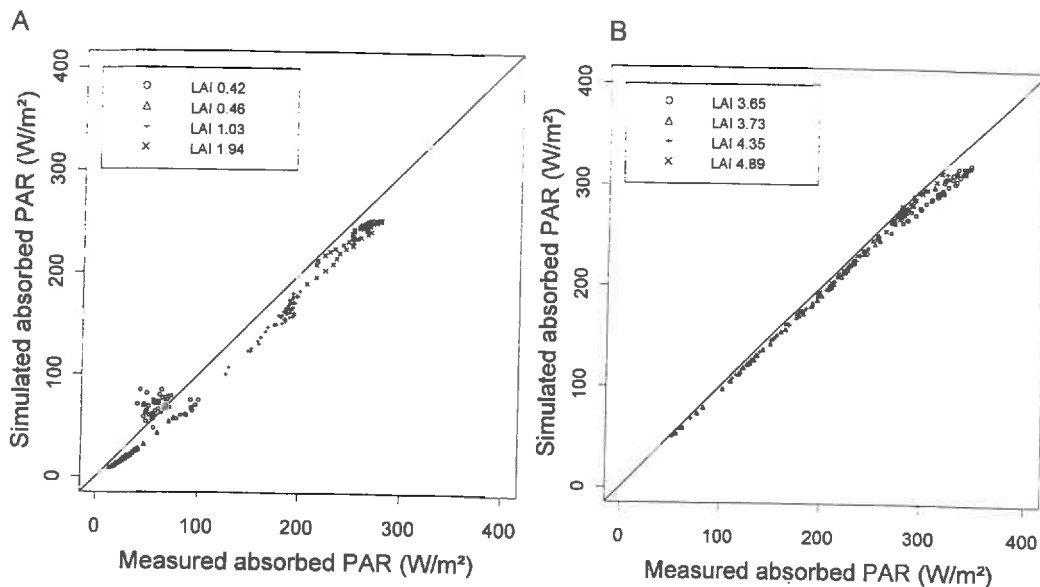 A
Simulated absorbed PAR (W/m²)
400
300
200
100
0
LAI 0.42
LAI 0.46
LAI 1.03
LAI 1.94
0 100 200 300 400
Measured absorbed PAR (W/m²)
B
Simulated absorbed PAR (W/m²)
400
300
200
100
0
LAI 3.65
LAI 3.73
LAI 4.35
LAI 4.89
0 100 200 300 400
Measured absorbed PAR (W/m²)